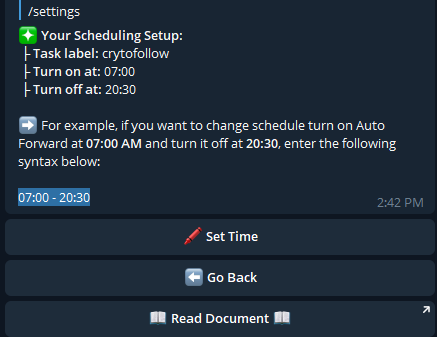 /settings
Your Scheduling Setup:
├ Task label: crytofollow
├ Turn on at: 07:00
├ Turn off at: 20:30
For example, if you want to change schedule turn on Auto
Forward at 07:00 AM and turn it off at 20:30, enter the following
syntax below:
07:00 - 20:30
2:42 PM
Set Time
Go Back
Read Document